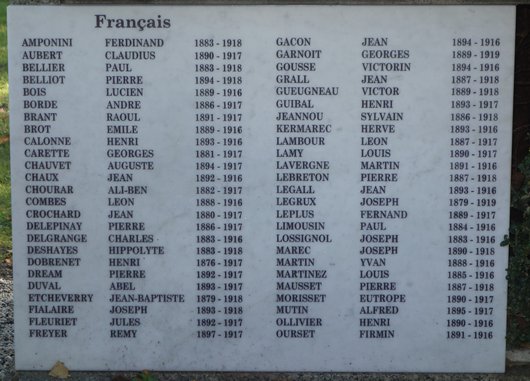 Français
AMPONINI FERDINAND 1883 - 1918
AUBERT CLAUDIUS 1890 - 1917
BELLIER PAUL 1883 - 1918
BELLIOT PIERRE 1894 - 1918
BOIS LUCIEN 1889 - 1916
BORDE ANDRE 1886 - 1917
BRANT RAOUL 1891 - 1917
BROT EMILE 1889 - 1916
CALONNE HENRI 1893 - 1916
CARETTE GEORGES 1881 - 1917
CHAUVET AUGUSTE 1894 - 1917
CHAUX JEAN 1892 - 1916
CHOURAR ALI-BEN 1882 - 1917
COMBES LEON 1888 - 1916
CROCHARD JEAN 1880 - 1917
DELEPINAY PIERRE 1886 - 1917
DELGRANGE CHARLES 1883 - 1916
DESHAYES HIPPOLYTE 1883 - 1918
DOBRENET HENRI 1876 - 1917
DREAM PIERRE 1892 - 1917
DUVAL ABEL 1893 - 1917
ETCHEVERRY JEAN-BAPTISTE 1879 - 1918
FIALAIRE JOSEPH 1893 - 1918
FLEURIET JULES 1892 - 1917
FREYER REMY 1897 - 1917
GACON JEAN 1894 - 1916
GARNOIT GEORGES 1889 - 1919
GOUSSE VICTORIN 1894 - 1916
GRALL JEAN 1887 - 1918
GUEUGNEAU VICTOR 1889 - 1918
GUIBAL HENRI 1893 - 1917
JEANNOU SYLVAIN 1886 - 1918
KERMAREC HERVE 1893 - 1916
LAMBOUR LEON 1887 - 1917
LAMY LOUIS 1890 - 1917
LAVERGNE MARTIN 1891 - 1916
LEBRETON PIERRE 1887 - 1918
LEGALL JEAN 1893 - 1916
LEGRUX JOSEPH 1879 - 1919
LEPLUS FERNAND 1889 - 1917
LIMOUSIN PAUL 1884 - 1916
LOSSIGNOL JOSEPH 1883 - 1916
MAREC JOSEPH 1890 - 1918
MARTIN YVAN 1888 - 1916
MARTINEZ LOUIS 1885 - 1916
MAUSSET PIERRE 1887 - 1918
MORISSET EUTROPE 1890 - 1917
MUTIN ALFRED 1895 - 1917
OLLIVIER HENRI 1890 - 1916
OURSET FIRMIN 1891 - 1916